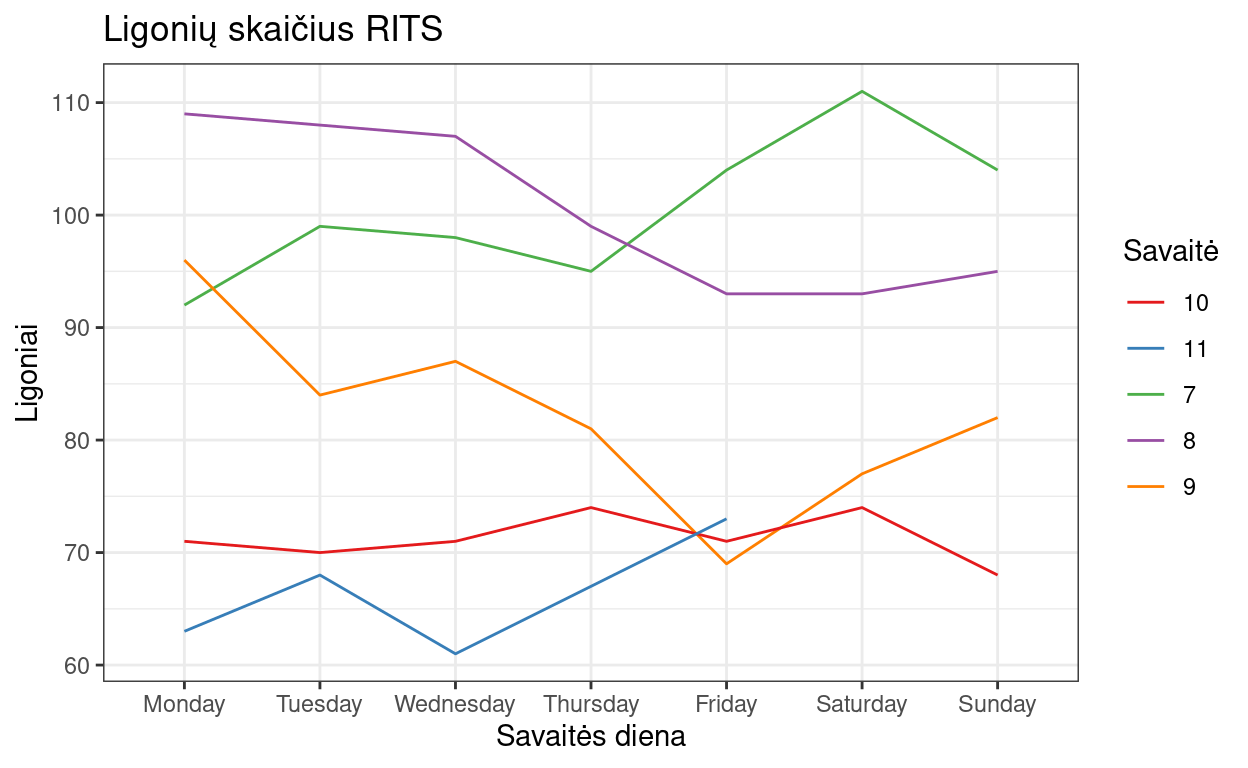 Ligonių skaičius RITS
110
100
90
80
70
60
Ligoniai
Monday Tuesday Wednesday Thursday Friday Saturday Sunday
Savaitės diena
Savaitė
10
11
7
8
9